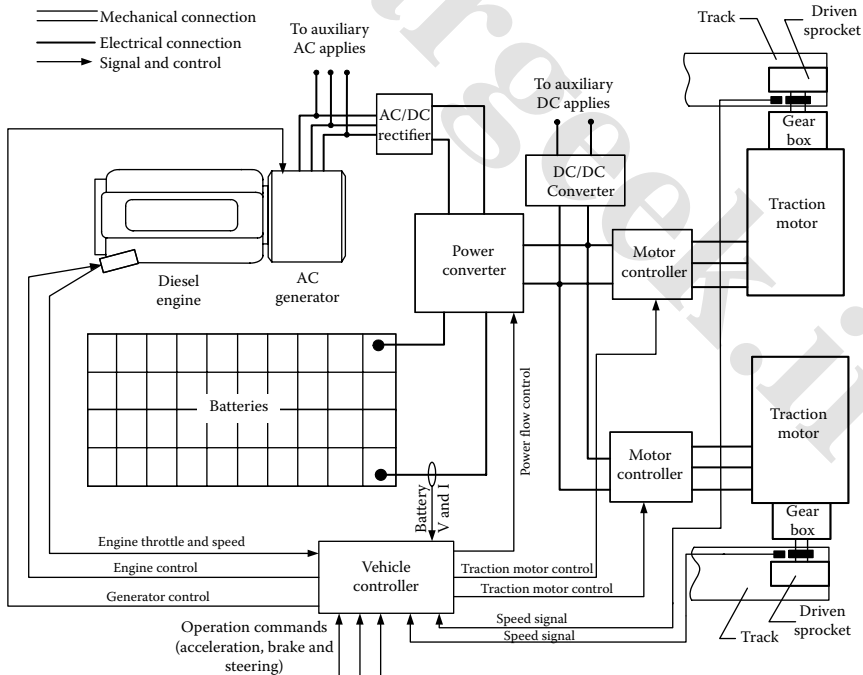 Mechanical connection
Electrical connection
Signal and control
To auxiliary
AC applies
AC/DC
rectifier
To auxiliary
DC applies
DC/DC
Converter
Track
Driven
sprocket
Gear
box
Traction
motor
Power
converter
Motor
controller
Diesel
engine
AC
generator
Batteries
Power flow control
Traction
motor
Motor
controller
Gear
box
Battery
V and I
Engine throttle and speed
Engine control
Generator control
Vehicle
controller
Traction motor control
Traction motor control
Speed signal
Speed signal
Operation commands
(acceleration, brake and
steering)
Track
Driven
sprocket
argeek.ir